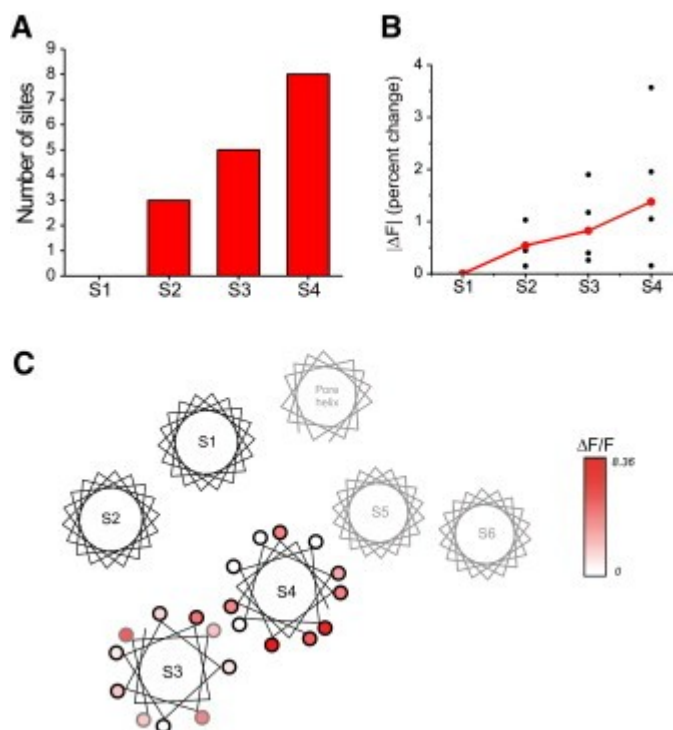 A
Number of sites
9
8
7
6
5
4
3
2
1
0
S1 S2 S3 S4
B
|ΔF| (percent change)
4
3
2
1
0
S1 S2 S3 S4
C
Pore
helix
S1
S2
S5
S6
S4
S3
ΔF/F
8.36
0